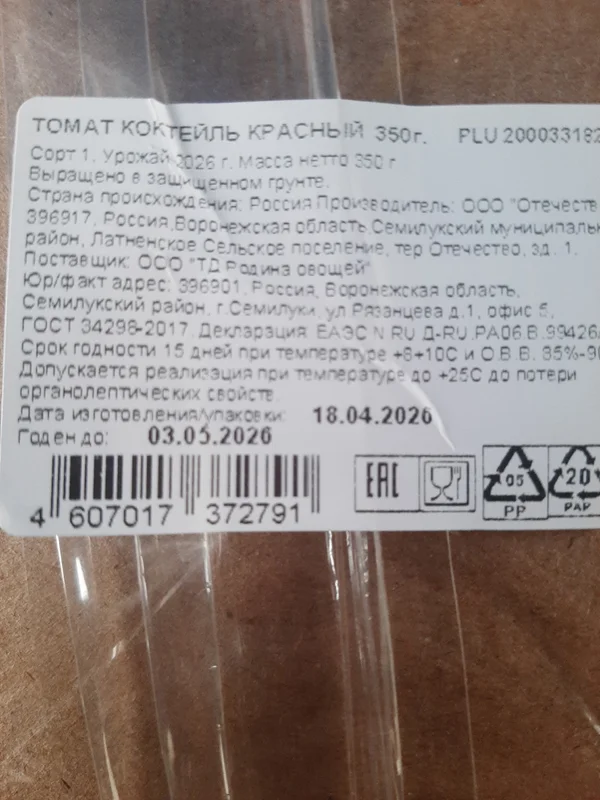 ТОМАТ КОКТЕЙЛЬ КРАСНЫЙ 350г. PLU 200033182
Сорт 1. Урожай 2026 г. Масса нетто 350 г
Выращено в защищенном грунте.
Страна происхождения: Россия Производитель: ООО "Отечеств
396917, Россия,Воронежская область,Семилукский муниципальн
район, Латненское Сельское поселение, тер Отечество, зд. 1.
Поставщик: ООО "ТД Родина овощей"
Юр/факт адрес: 396901, Россия, Воронежская область,
Семилукский район, г.Семилуки, ул Рязанцева д.1, офис 5,
ГОСТ 34298-2017 Декларация: ЕАЭС N RU Д-RU.РА06.В.99426/
Срок годности 15 дней при температуре +8+10С и О.В.В. 85%-90
Допускается реализация при температуре до +25С до потери
органолептических свойств.
Дата изготовления/упаковки: 18.04.2026
Годен до: 03.05.2026
4 607017 372791
EAC
05
PP
20
PAP